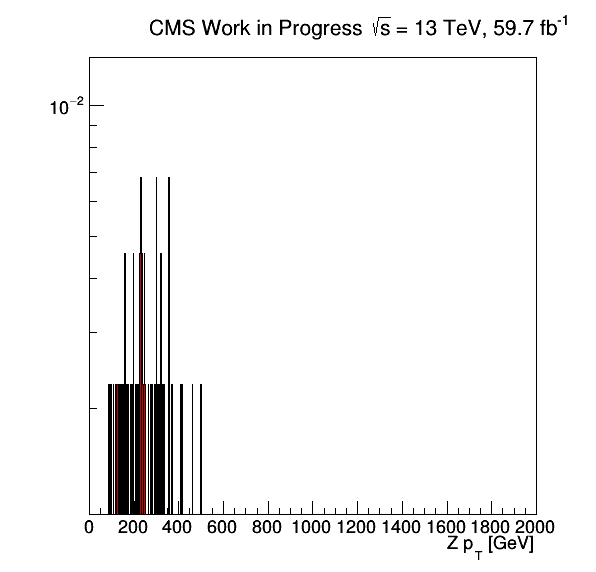 CMS Work in Progress √s = 13 TeV, 59.7 fb⁻¹
10⁻²
0 200 400 600 800 1000 1200 1400 1600 1800 2000
Z p_T [GeV]